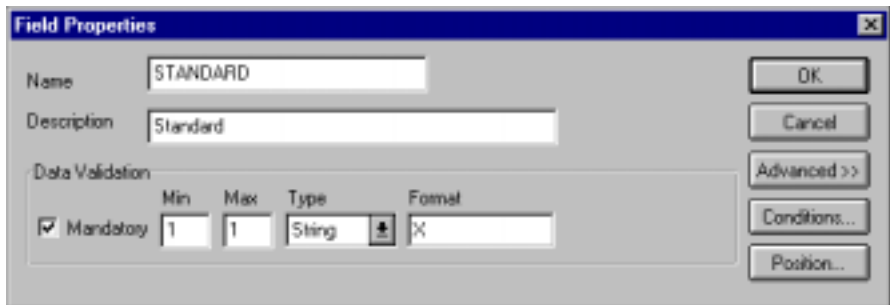 Field Properties
Name STANDARD OK
Description Standard Cancel
Data Validation Advanced >>
Min Max Type Format
Mandatory 1 1 String X Conditions...
Position...